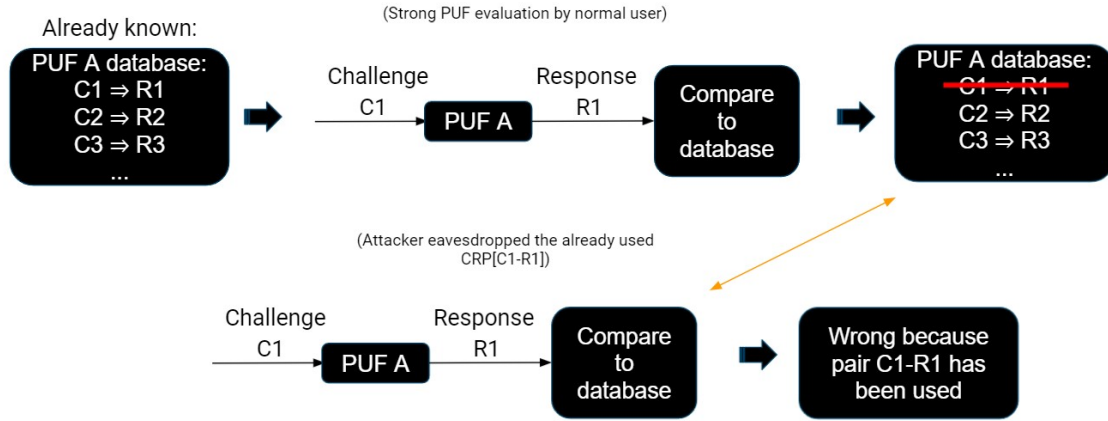 (Strong PUF evaluation by normal user)
Already known:
PUF A database:
C1 ⇒ R1
C2 ⇒ R2
C3 ⇒ R3
...
Challenge
C1
PUF A
Response
R1
Compare
to
database
PUF A database:
C1 ⇒ R1
C2 ⇒ R2
C3 ⇒ R3
...
(Attacker eavesdropped the already used
CRP[C1-R1])
Challenge
C1
PUF A
Response
R1
Compare
to
database
Wrong because
pair C1-R1 has
been used